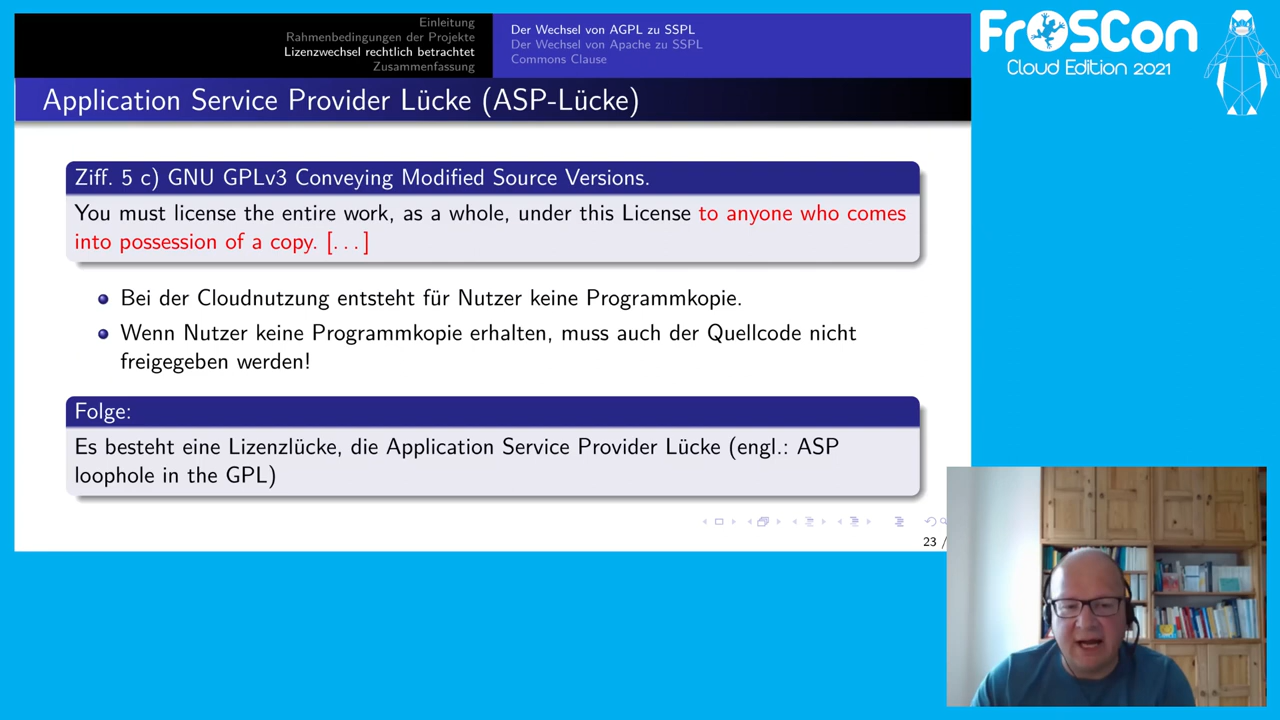 Einleitung
Rahmenbedingungen der Projekte
Lizenzwechsel rechtlich betrachtet
Zusammenfassung
Der Wechsel von AGPL zu SSPL
Der Wechsel von Apache zu SSPL
Commons Clause
FrOSCon
Cloud Edition 2021
Application Service Provider Lücke (ASP-Lücke)
Ziff. 5 c) GNU GPLv3 Conveying Modified Source Versions.
You must license the entire work, as a whole, under this License to anyone who comes
into possession of a copy. [...]
Bei der Cloudnutzung entsteht für Nutzer keine Programmkopie.
Wenn Nutzer keine Programmkopie erhalten, muss auch der Quellcode nicht
freigegeben werden!
Folge:
Es besteht eine Lizenzlücke, die Application Service Provider Lücke (engl.: ASP
loophole in the GPL)
23 /